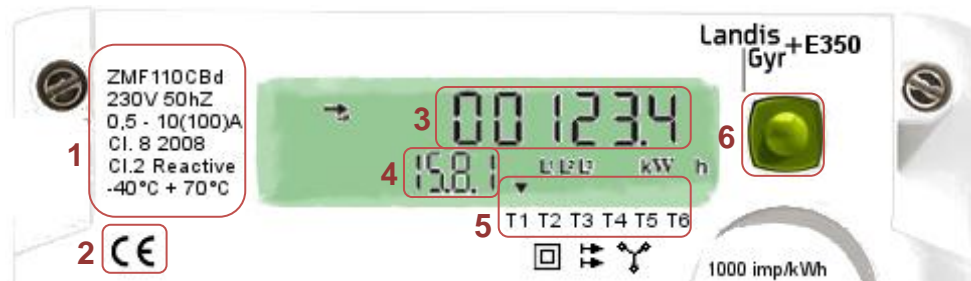 Landis
Gyr +E350
ZMF110CBd
230V 50hZ
0,5 - 10(100)A
Cl. 8 2008
Cl.2 Reactive
-40°C + 70°C
1
2
CE
3
00123.4
4
15.8.1
L1 L2 L3
kW h
5
T1 T2 T3 T4 T5 T6
6
1000 imp/kWh